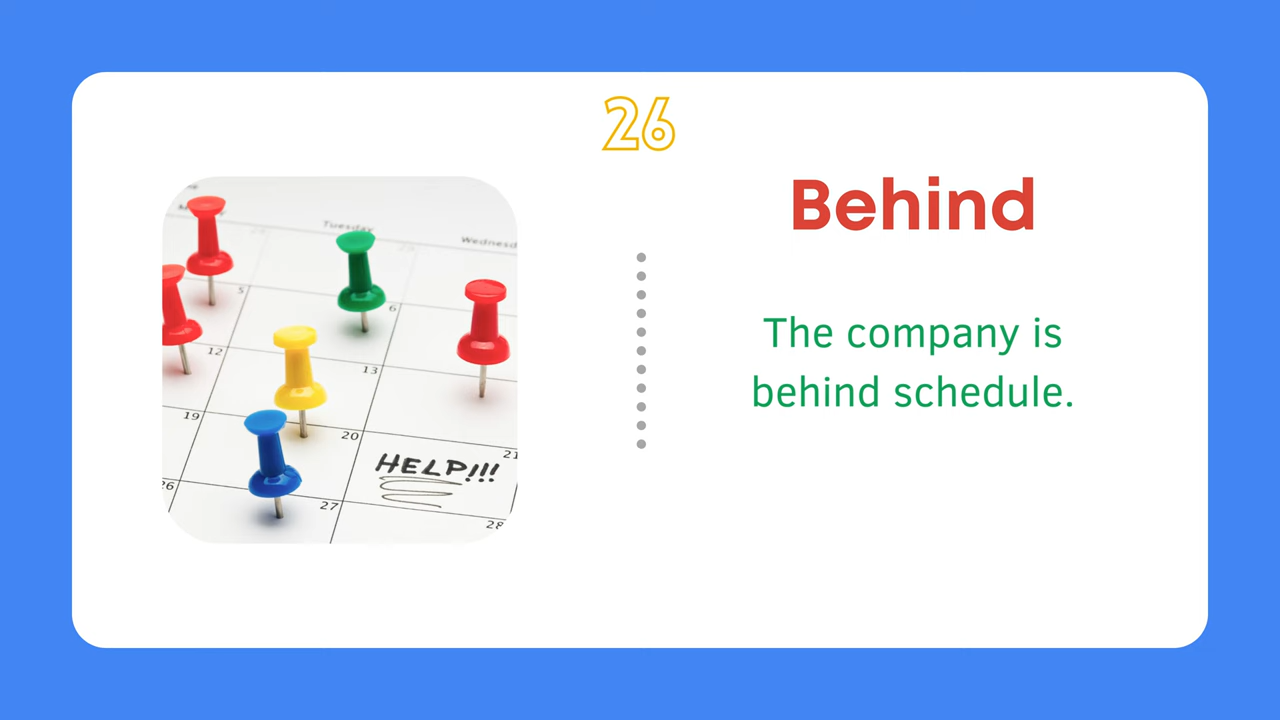 26
Behind
The company is
behind schedule.
Tuesday
Wednesd
5
6
12
13
19
20
21
HELP!!!
26
27
28